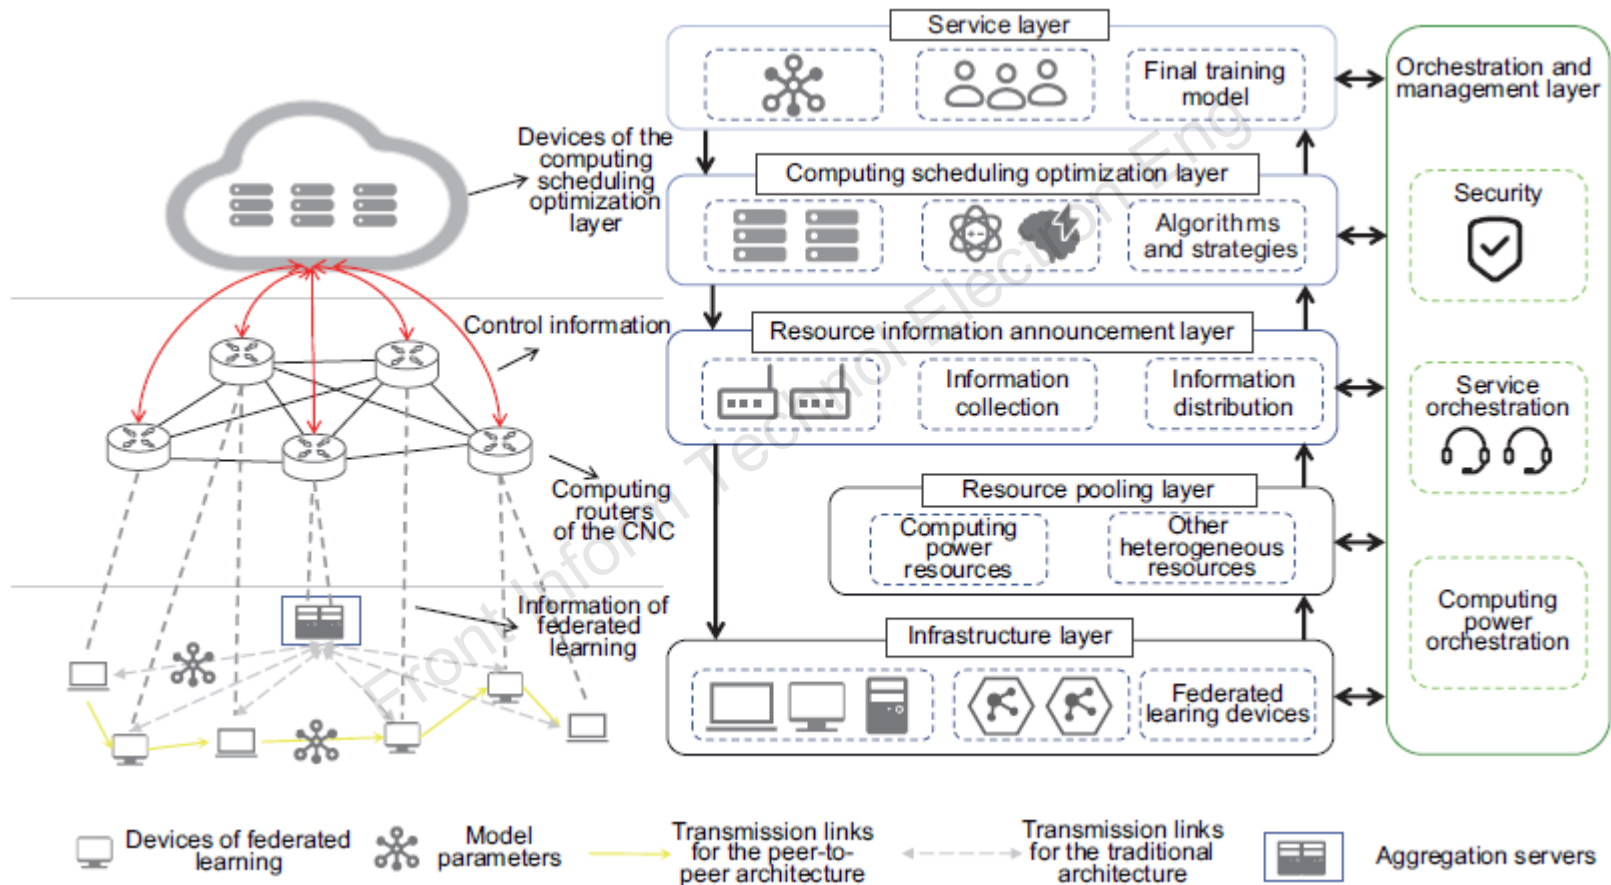 Service layer
Final training
model
Orchestration and
management layer
Devices of the
computing
scheduling
optimization
layer
Computing scheduling optimization layer
Algorithms
and strategies
Security
Control information
Resource information announcement layer
Information
collection
Information
distribution
Service
orchestration
Computing
routers
of the CNC
Resource pooling layer
Computing
power
resources
Other
heterogeneous
resources
Information of
federated
learning
Infrastructure layer
Federated
learing devices
Computing
power
orchestration
Devices of federated
learning
Model
parameters
Transmission links
for the peer-to-
peer architecture
Transmission links
for the traditional
architecture
Aggregation servers
Front Inform Technol Electron Eng